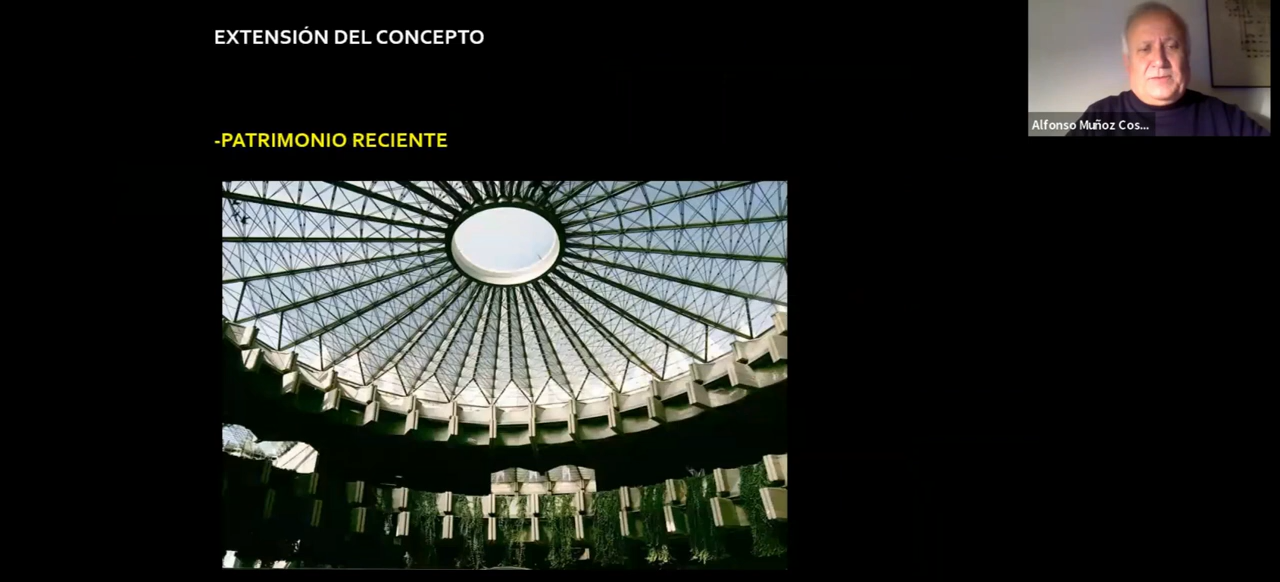 EXTENSIÓN DEL CONCEPTO
-PATRIMONIO RECIENTE
Alfonso Muñoz Cos...